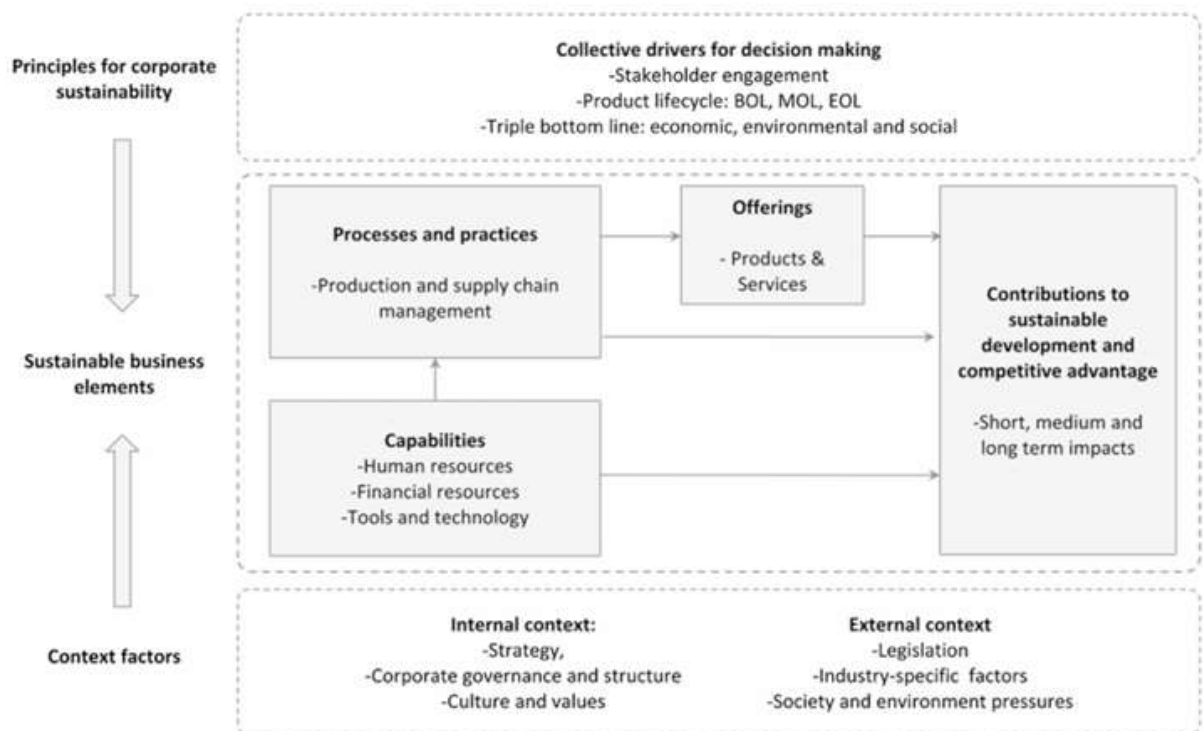 Principles for corporate
sustainability
Collective drivers for decision making
-Stakeholder engagement
-Product lifecycle: BOL, MOL, EOL
-Triple bottom line: economic, environmental and social
Sustainable business
elements
Processes and practices
-Production and supply chain
management
Offerings
- Products &
Services
Capabilities
-Human resources
-Financial resources
-Tools and technology
Contributions to
sustainable
development and
competitive advantage
-Short, medium and
long term impacts
Context factors
Internal context:
-Strategy,
-Corporate governance and structure
-Culture and values
External context
-Legislation
-Industry-specific factors
-Society and environment pressures